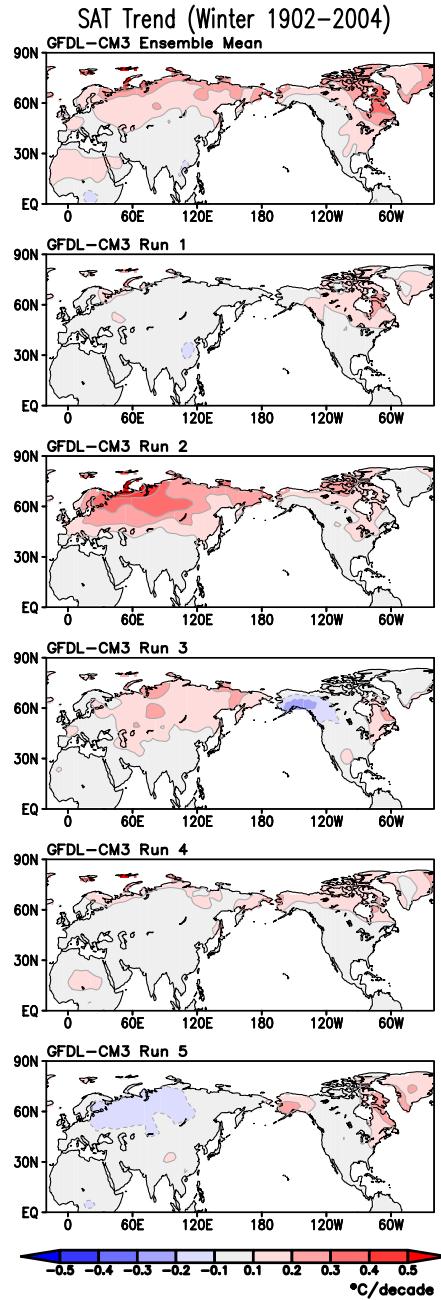 SAT Trend (Winter 1902-2004)
GFDL-CM3 Ensemble Mean
90N
60N
30N
EQ
0 60E 120E 180 120W 60W
GFDL-CM3 Run 1
90N
60N
30N
EQ
0 60E 120E 180 120W 60W
GFDL-CM3 Run 2
90N
60N
30N
EQ
0 60E 120E 180 120W 60W
GFDL-CM3 Run 3
90N
60N
30N
EQ
0 60E 120E 180 120W 60W
GFDL-CM3 Run 4
90N
60N
30N
EQ
0 60E 120E 180 120W 60W
GFDL-CM3 Run 5
90N
60N
30N
EQ
0 60E 120E 180 120W 60W
-0.5 -0.4 -0.3 -0.2 -0.1 0.1 0.2 0.3 0.4 0.5
°C/decade